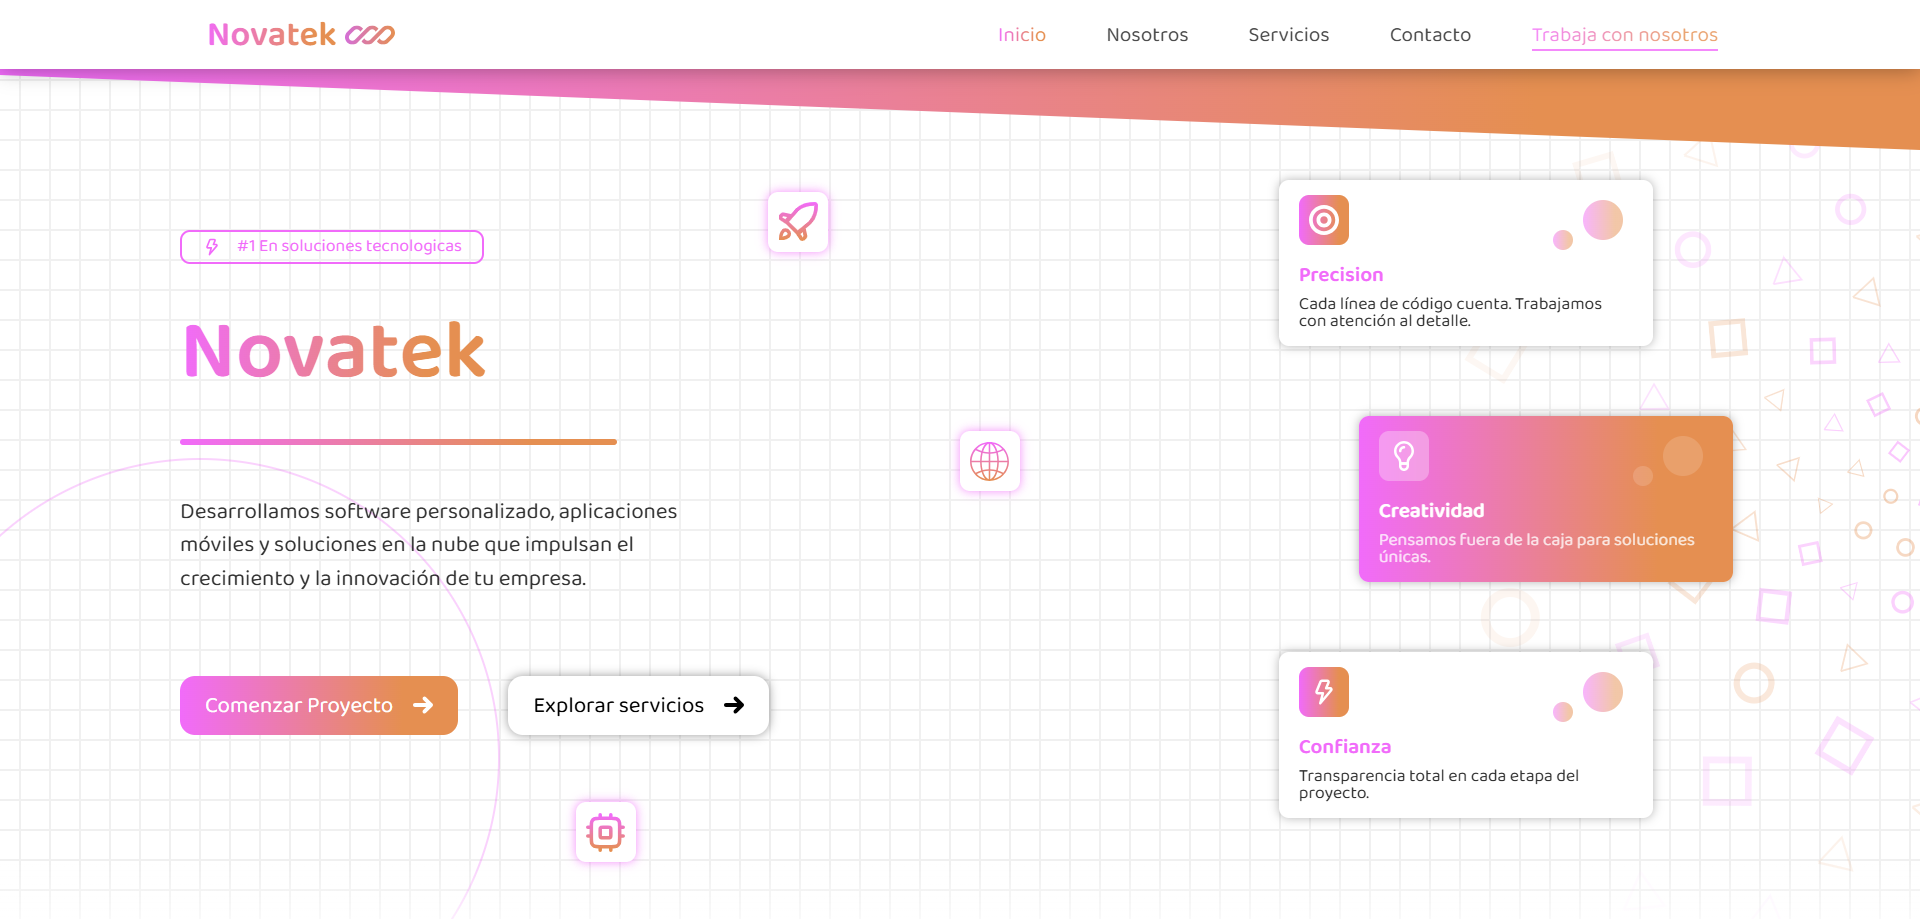 Novatek
Inicio
Nosotros
Servicios
Contacto
Trabaja con nosotros
#1 En soluciones tecnologicas
Novatek
Desarrollamos software personalizado, aplicaciones
móviles y soluciones en la nube que impulsan el
crecimiento y la innovación de tu empresa.
Comenzar Proyecto
Explorar servicios
Precision
Cada línea de código cuenta. Trabajamos
con atención al detalle.
Creatividad
Pensamos fuera de la caja para soluciones
únicas.
Confianza
Transparencia total en cada etapa del
proyecto.